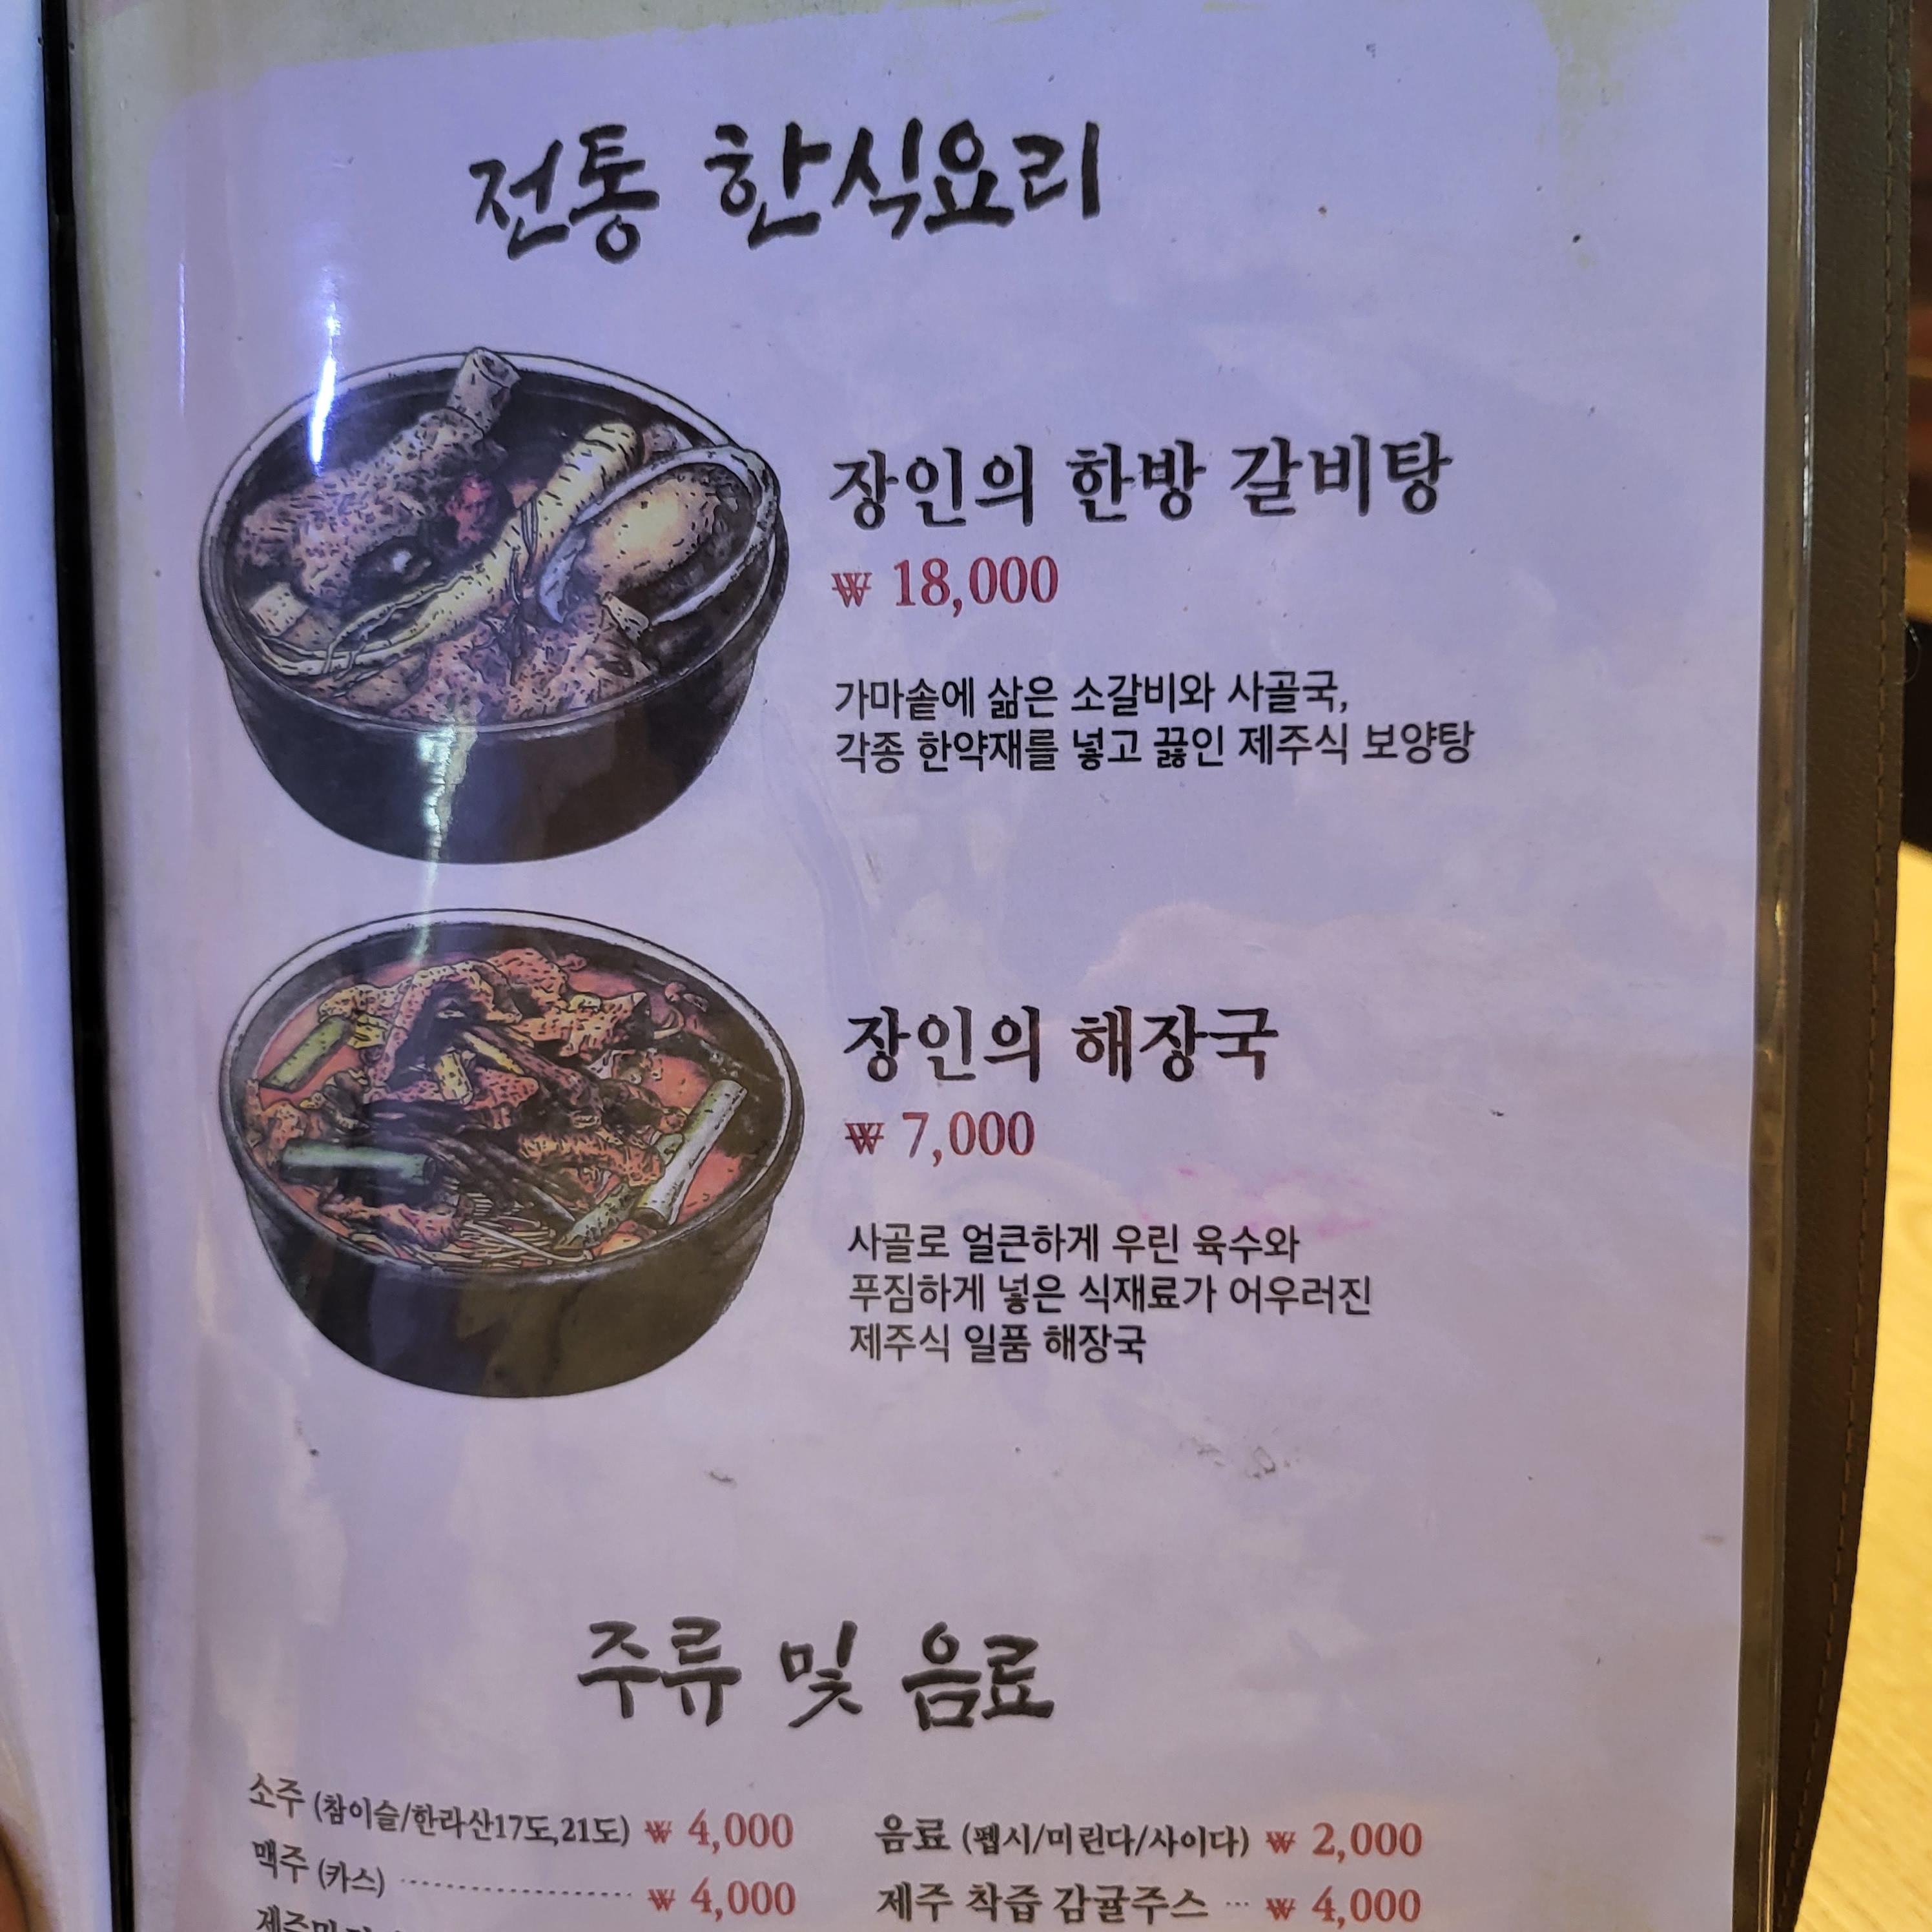 전통 한식요리
장인의 한방 갈비탕
₩ 18,000
가마솥에 삶은 소갈비와 사골국,
각종 한약재를 넣고 끓인 제주식 보양탕
장인의 해장국
₩ 7,000
사골로 얼큰하게 우린 육수와
푸짐하게 넣은 식재료가 어우러진
제주식 일품 해장국
주류 및 음료
소주 (참이슬/한라산17도,21도) ₩ 4,000
맥주 (카스) ₩ 4,000
음료 (펩시/미린다/사이다) ₩ 2,000
제주 착즙 감귤주스 ··· ₩ 4,000